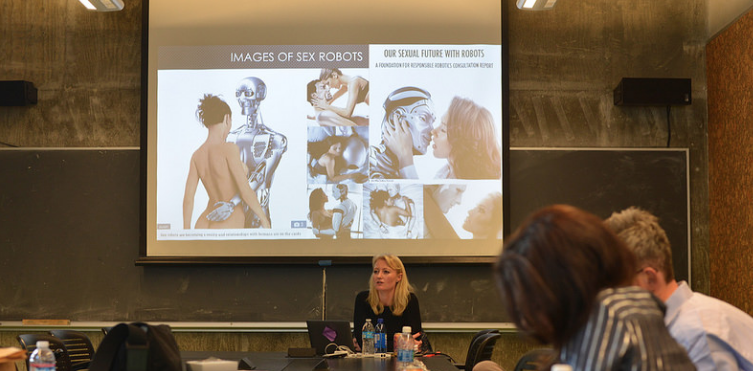 IMAGES OF SEX ROBOTS
OUR SEXUAL FUTURE WITH ROBOTS
A FOUNDATION FOR RESPONSIBLE ROBOTICS CONSULTATION REPORT